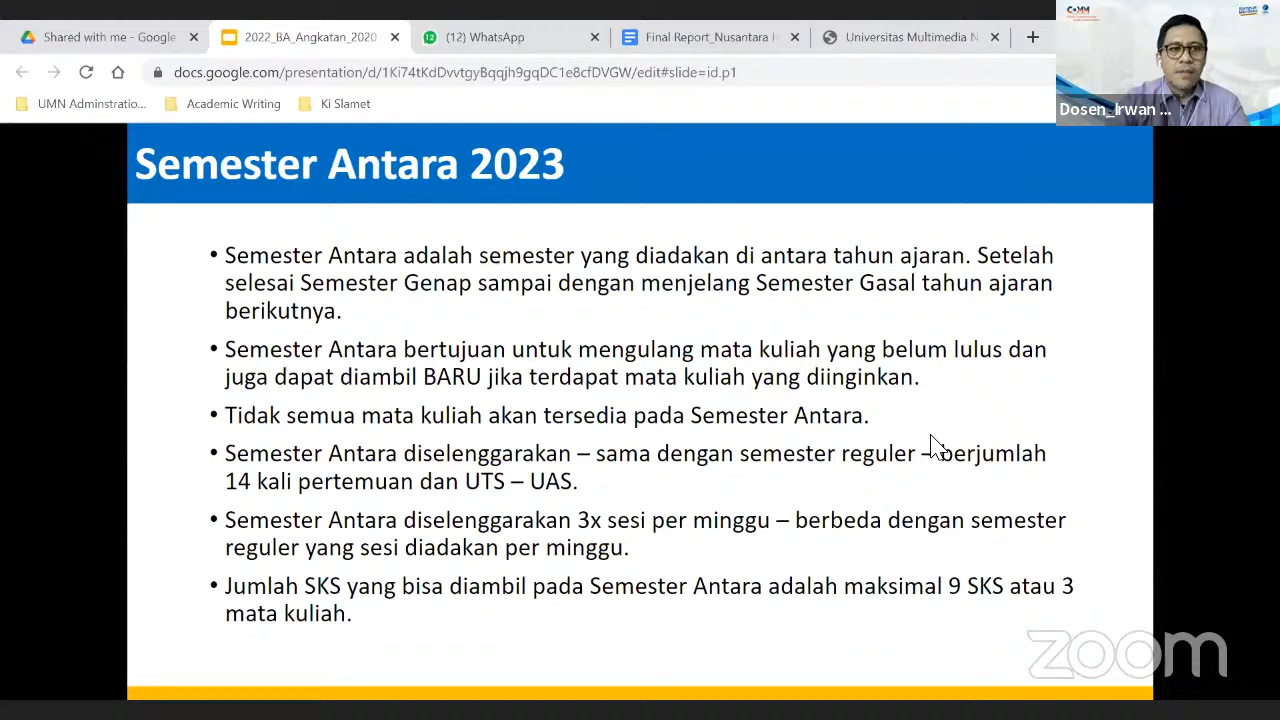 COMM
Shared with me - Google
2022_BA_Angkatan_2020
(12) WhatsApp
Final Report_Nusantara H
Universitas Multimedia N
docs.google.com/presentation/d/1Ki74tKdDvvtgyBqqjh9gqDC1e8cfDVGW/edit#slide=id.p1
UMN Adminstratio...
Academic Writing
Ki Slamet
Dosen_Irwan ...
Semester Antara 2023
• Semester Antara adalah semester yang diadakan di antara tahun ajaran. Setelah
selesai Semester Genap sampai dengan menjelang Semester Gasal tahun ajaran
berikutnya.
• Semester Antara bertujuan untuk mengulang mata kuliah yang belum lulus dan
juga dapat diambil BARU jika terdapat mata kuliah yang diinginkan.
• Tidak semua mata kuliah akan tersedia pada Semester Antara.
• Semester Antara diselenggarakan – sama dengan semester reguler – berjumlah
14 kali pertemuan dan UTS – UAS.
• Semester Antara diselenggarakan 3x sesi per minggu – berbeda dengan semester
reguler yang sesi diadakan per minggu.
• Jumlah SKS yang bisa diambil pada Semester Antara adalah maksimal 9 SKS atau 3
mata kuliah.
zoom